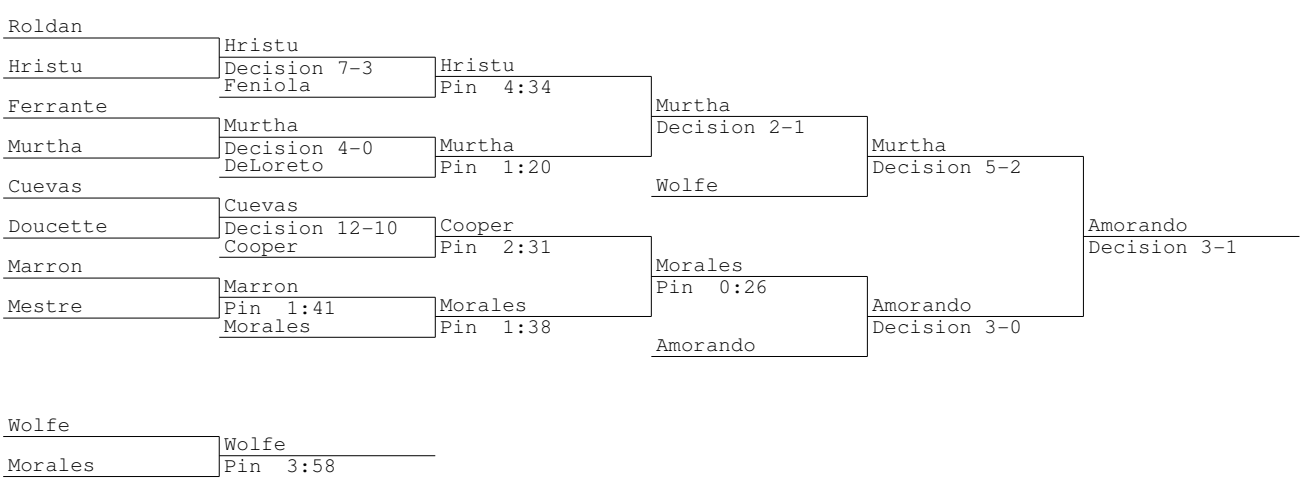 Roldan
Hristu
Hristu
Decision 7-3
Hristu
Feniola
Pin 4:34
Ferrante
Murtha
Murtha
Decision 2-1
Murtha
Decision 4-0
Murtha
Murtha
DeLoreto
Pin 1:20
Decision 5-2
Cuevas
Wolfe
Cuevas
Doucette
Decision 12-10
Cooper
Amorando
Cooper
Pin 2:31
Decision 3-1
Marron
Morales
Marron
Pin 0:26
Mestre
Pin 1:41
Morales
Amorando
Morales
Pin 1:38
Decision 3-0
Amorando
Wolfe
Wolfe
Morales
Pin 3:58